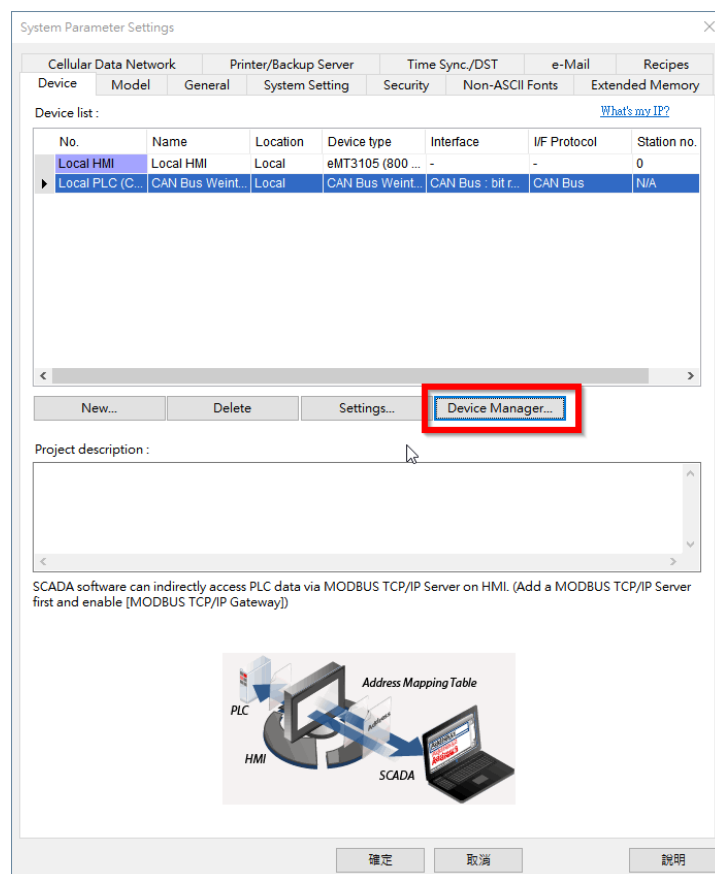 System Parameter Settings
Cellular Data Network Printer/Backup Server Time Sync./DST e-Mail Recipes
Device Model General System Setting Security Non-ASCII Fonts Extended Memory
Device list : What's my IP?
No. Name Location Device type Interface I/F Protocol Station no.
Local HMI Local HMI Local eMT3105 (800 ... - - 0
Local PLC (C... CAN Bus Weint... Local CAN Bus Weint... CAN Bus : bit r... CAN Bus N/A
New... Delete Settings... Device Manager...
Project description :
SCADA software can indirectly access PLC data via MODBUS TCP/IP Server on HMI. (Add a MODBUS TCP/IP Server
first and enable [MODBUS TCP/IP Gateway])
Address Mapping Table
PLC
Address
HMI
SCADA
確定 取消 說明